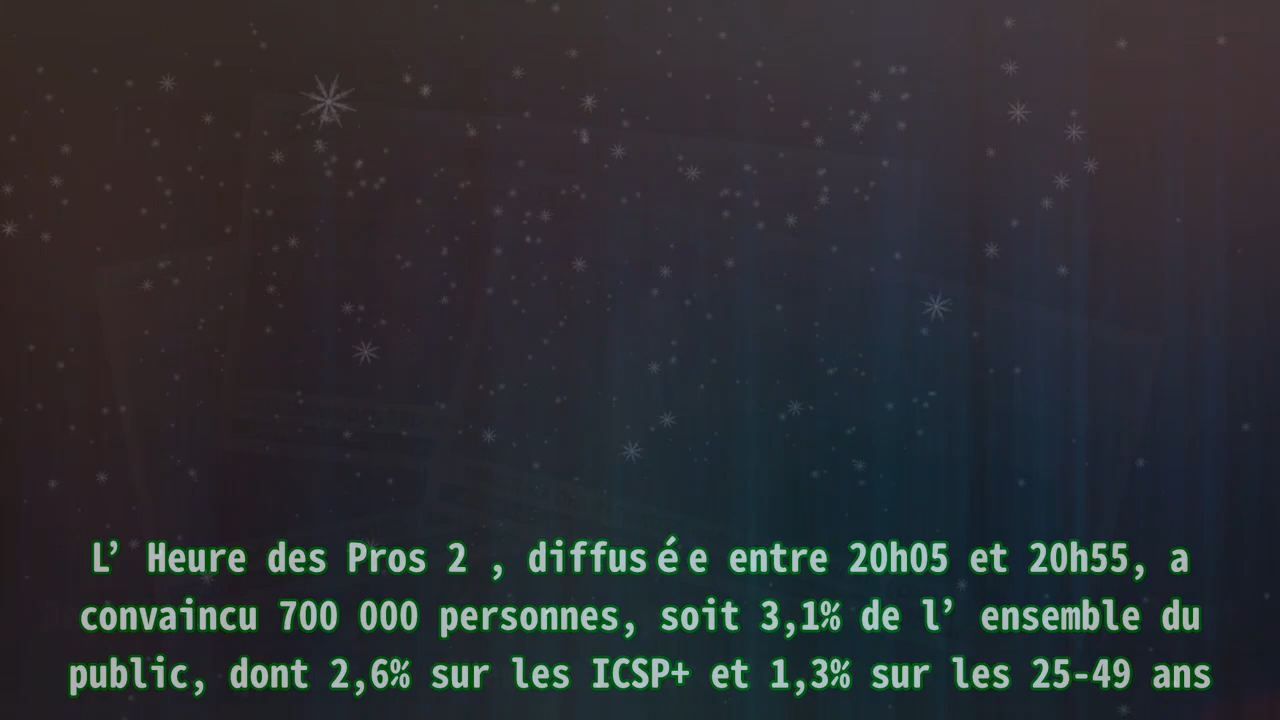 L’ Heure des Pros 2 , diffusée entre 20h05 et 20h55, a
convaincu 700 000 personnes, soit 3,1% de l’ ensemble du
public, dont 2,6% sur les ICSP+ et 1,3% sur les 25-49 ans